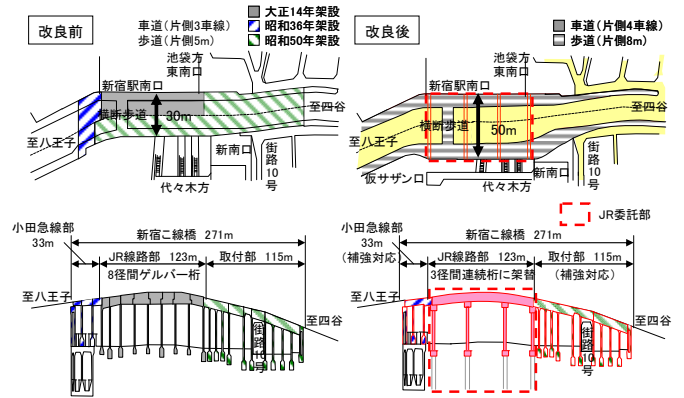 改良前
車道(片側3車線)
歩道(片側5m)
大正14年架設
昭和36年架設
昭和50年架設
池袋方
東南口
新宿駅南口
横断歩道
30m
至四谷
至八王子
新南口
街路10号
代々木方
改良後
車道(片側4車線)
歩道(片側8m)
池袋方
東南口
新宿駅南口
横断歩道
50m
至四谷
至八王子
新南口
街路10号
仮サザン口
代々木方
JR委託部
小田急線部
33m
新宿こ線橋 271m
JR線路部 123m
取付部 115m
8径間ゲルバー桁
至八王子
至四谷
街路10号
小田急線部
33m
(補強対応)
新宿こ線橋 271m
JR線路部 123m
取付部 115m
3径間連続桁に架替
(補強対応)
至八王子
至四谷
街路10号